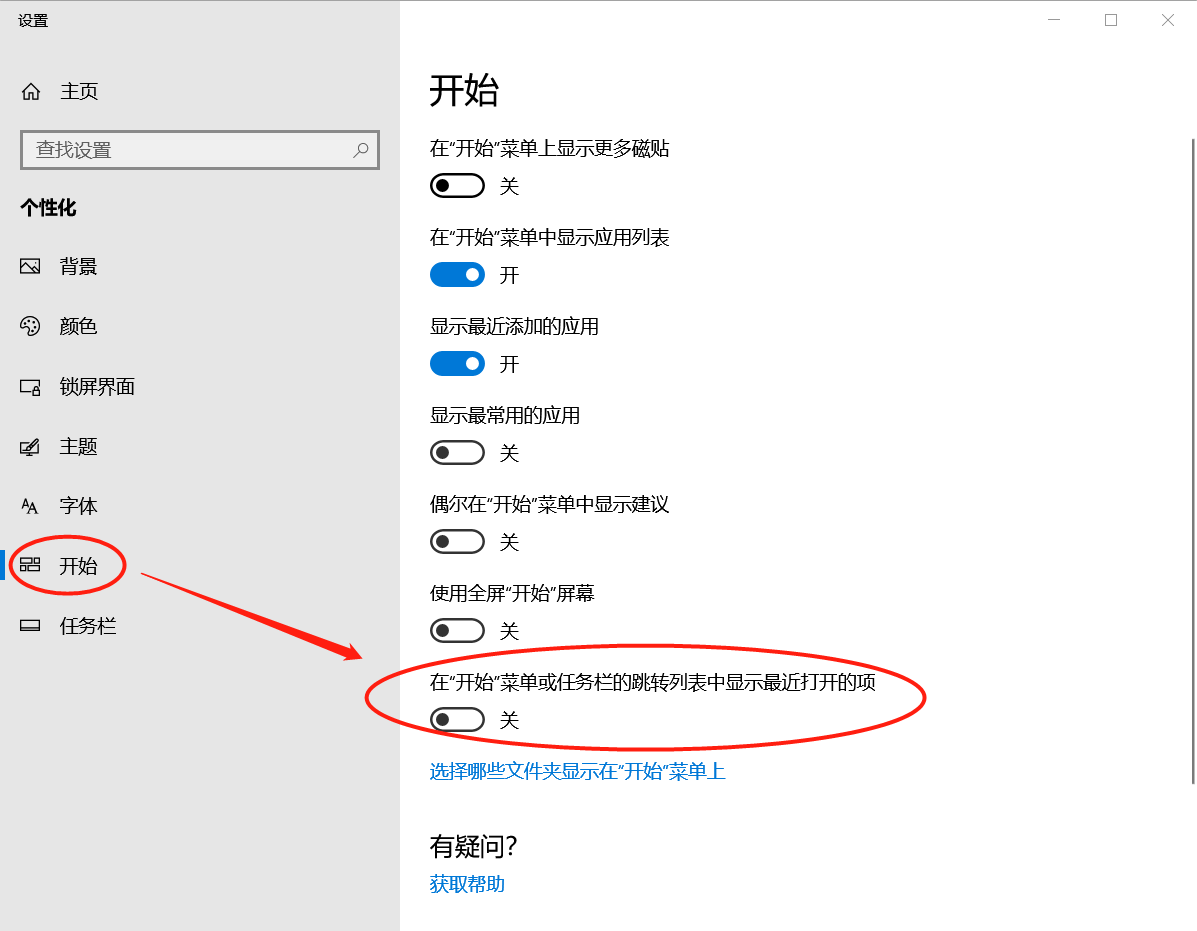 设置
主页
查找设置
个性化
背景
颜色
锁屏界面
主题
字体
开始
任务栏
开始
在“开始”菜单上显示更多磁贴
关
在“开始”菜单中显示应用列表
开
显示最近添加的应用
开
显示最常用的应用
关
偶尔在“开始”菜单中显示建议
关
使用全屏“开始”屏幕
关
在“开始”菜单或任务栏的跳转列表中显示最近打开的项
关
选择哪些文件夹显示在“开始”菜单上
有疑问?
获取帮助